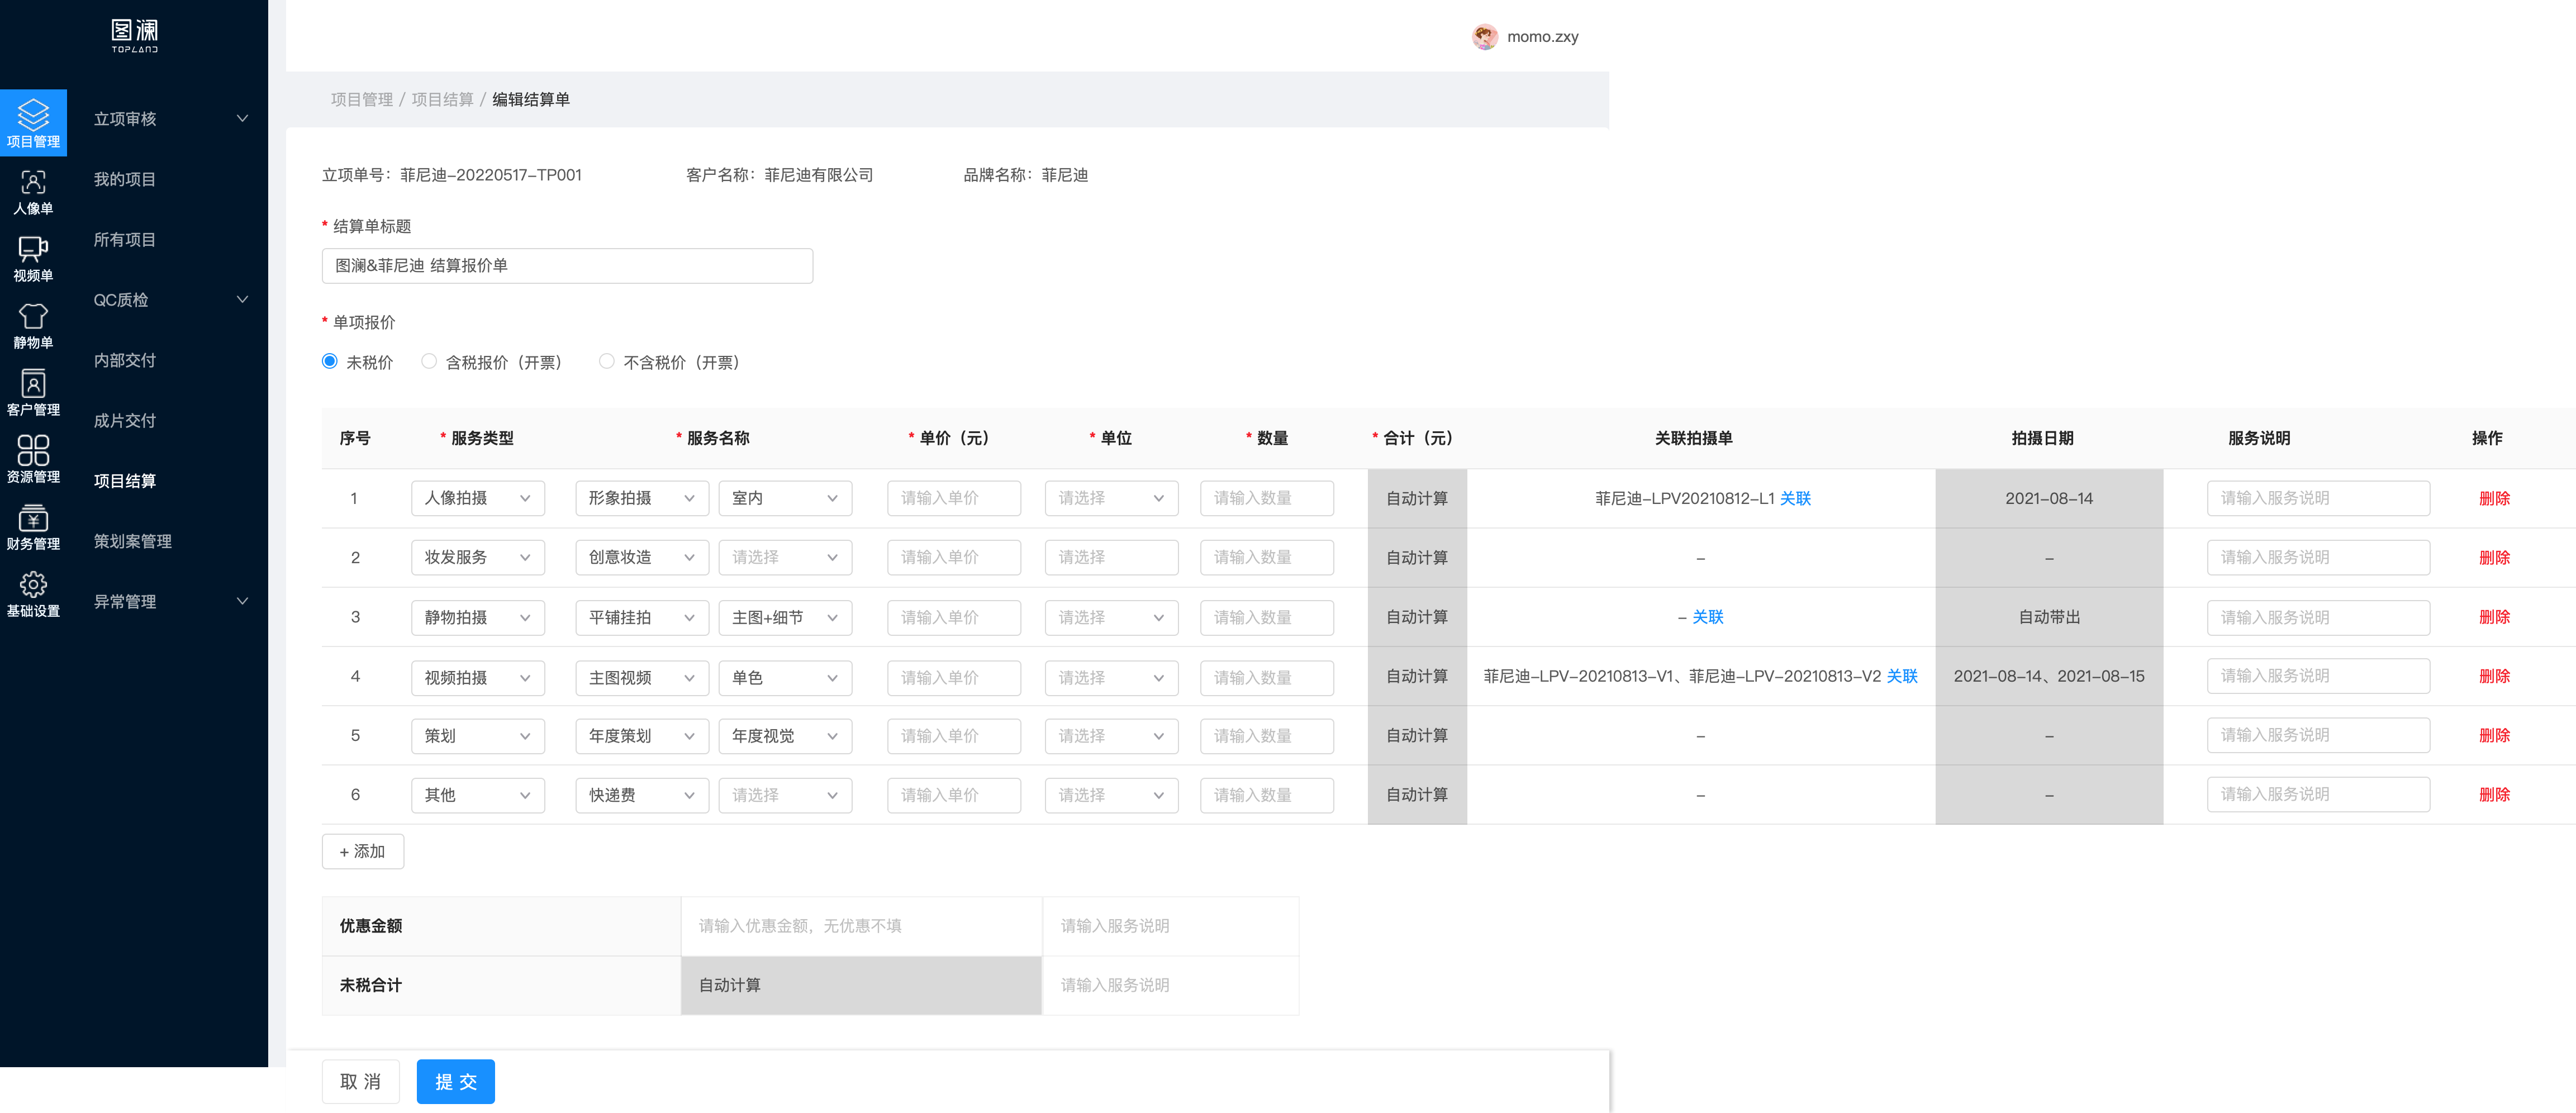 图澜
TOPLAND
momo.zxy
项目管理
人像单
视频单
静物单
客户管理
资源管理
财务管理
基础设置
立项审核
我的项目
所有项目
QC质检
内部交付
成片交付
项目结算
策划案管理
异常管理
项目管理 / 项目结算 / 编辑结算单
立项单号：菲尼迪-20220517-TP001 客户名称：菲尼迪有限公司 品牌名称：菲尼迪
* 结算单标题
图澜&菲尼迪 结算报价单
* 单项报价
未税价 含税报价（开票） 不含税价（开票）
序号 * 服务类型 * 服务名称 * 单价（元） * 单位 * 数量 * 合计（元） 关联拍摄单 拍摄日期 服务说明 操作
1 人像拍摄 形象拍摄 室内 请输入单价 请选择 请输入数量 自动计算 菲尼迪-LPV20210812-L1 关联 2021-08-14 请输入服务说明 删除
2 妆发服务 创意妆造 请选择 请输入单价 请选择 请输入数量 自动计算 - - 请输入服务说明 删除
3 静物拍摄 平铺挂拍 主图+细节 请输入单价 请选择 请输入数量 自动计算 - 关联 自动带出 请输入服务说明 删除
4 视频拍摄 主图视频 单色 请输入单价 请选择 请输入数量 自动计算 菲尼迪-LPV-20210813-V1、菲尼迪-LPV-20210813-V2 关联 2021-08-14、2021-08-15 请输入服务说明 删除
5 策划 年度策划 年度视觉 请输入单价 请选择 请输入数量 自动计算 - - 请输入服务说明 删除
6 其他 快递费 请选择 请输入单价 请选择 请输入数量 自动计算 - - 请输入服务说明 删除
+ 添加
优惠金额 请输入优惠金额，无优惠不填 请输入服务说明
未税合计 自动计算 请输入服务说明
取 消 提 交